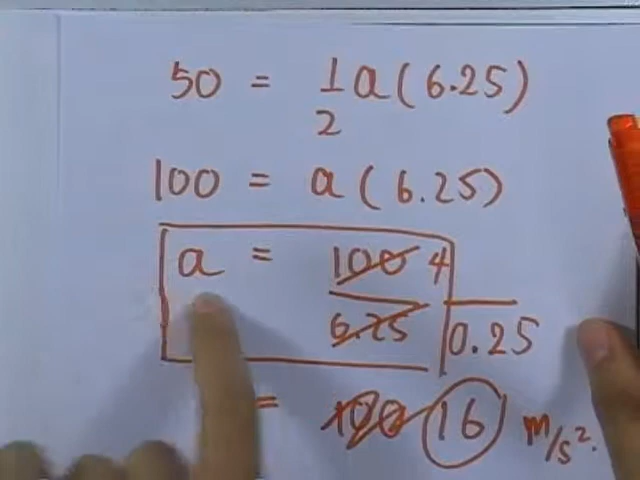 50 = 1/2 a (6.25)
100 = a (6.25)
a = 100 4
6.25 0.25
= 100 16 m/s².